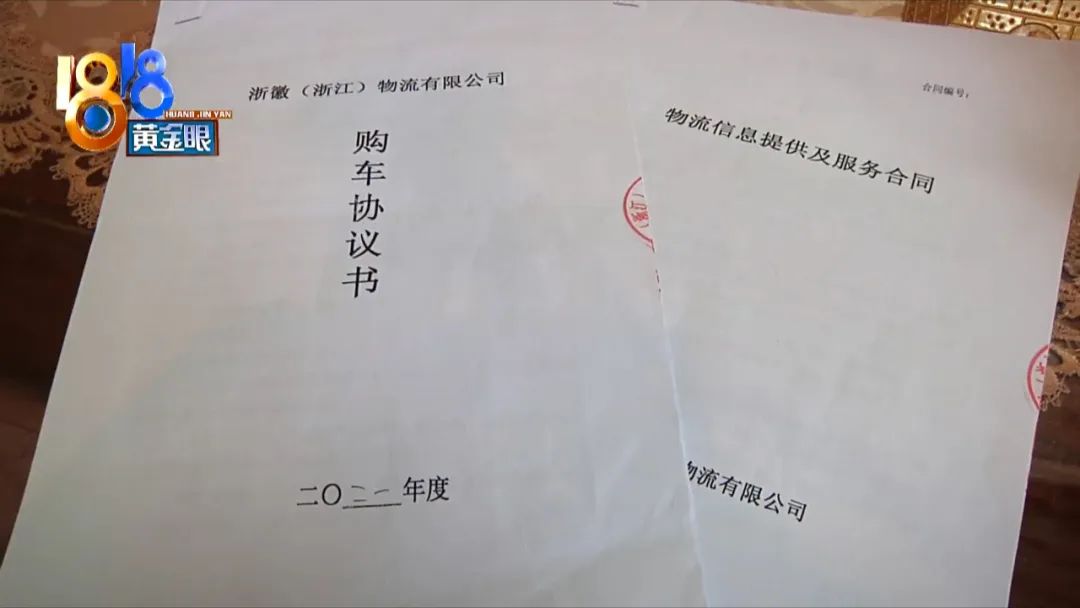 1818
HUANG JIN YAN
黄金眼
浙徽（浙江）物流有限公司
购
车
协
议
书
二〇二一年度
合同编号：
物流信息提供及服务合同
物流有限公司